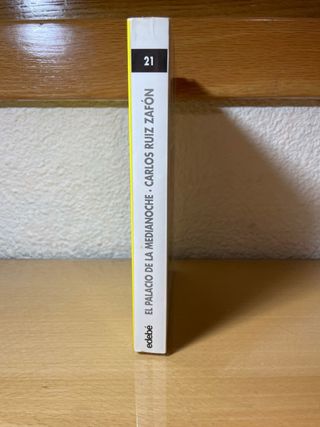 21
EL PALACIO DE LA MEDIANOCHE · CARLOS RUIZ ZAFÓN
edebé